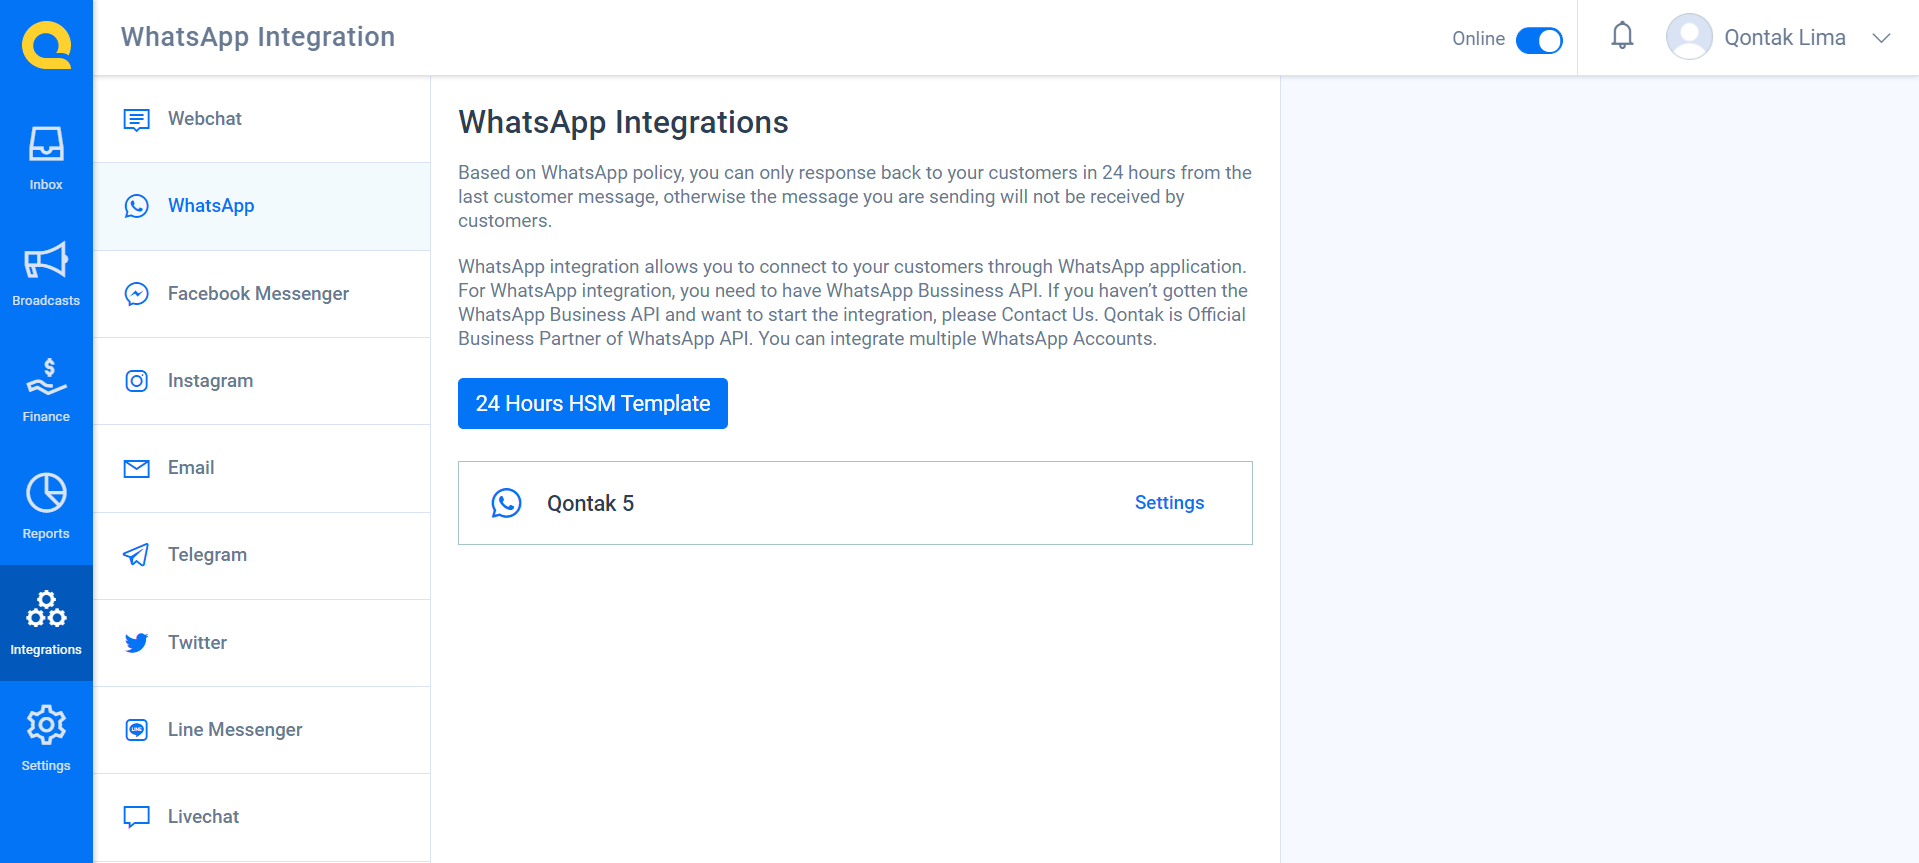 WhatsApp Integration
Online
Qontak Lima
Inbox
Broadcasts
Finance
Reports
Integrations
Settings
Webchat
WhatsApp
Facebook Messenger
Instagram
Email
Telegram
Twitter
LINE
Line Messenger
Livechat
WhatsApp Integrations
Based on WhatsApp policy, you can only response back to your customers in 24 hours from the
last customer message, otherwise the message you are sending will not be received by
customers.
WhatsApp integration allows you to connect to your customers through WhatsApp application.
For WhatsApp integration, you need to have WhatsApp Bussiness API. If you haven’t gotten the
WhatsApp Business API and want to start the integration, please Contact Us. Qontak is Official
Business Partner of WhatsApp API. You can integrate multiple WhatsApp Accounts.
24 Hours HSM Template
Qontak 5
Settings